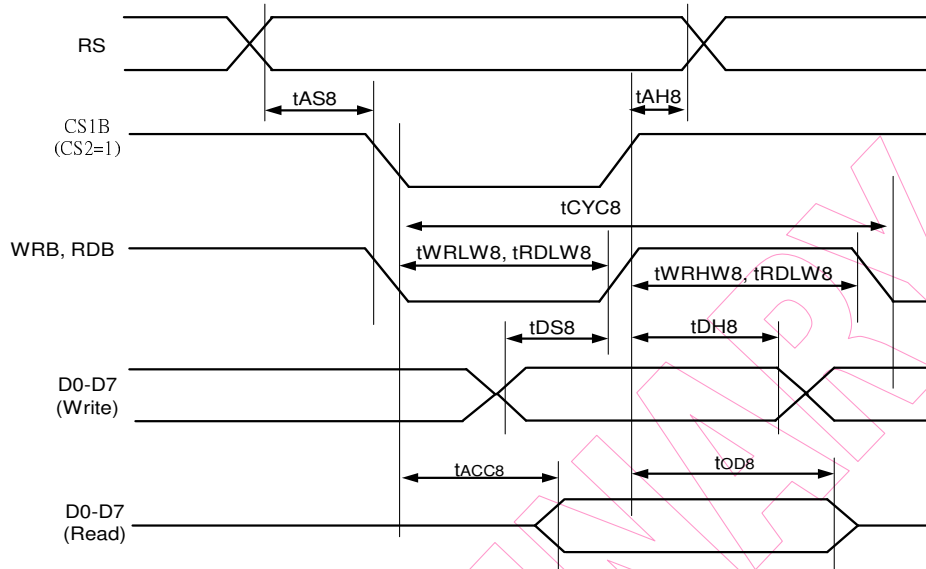 RS
tAS8
tAH8
CS1B
(CS2=1)
tCYC8
WRB, RDB
tWRLW8, tRDLW8
tWRHW8, tRDLW8
tDS8
tDH8
D0-D7
(Write)
tACC8
tOD8
D0-D7
(Read)